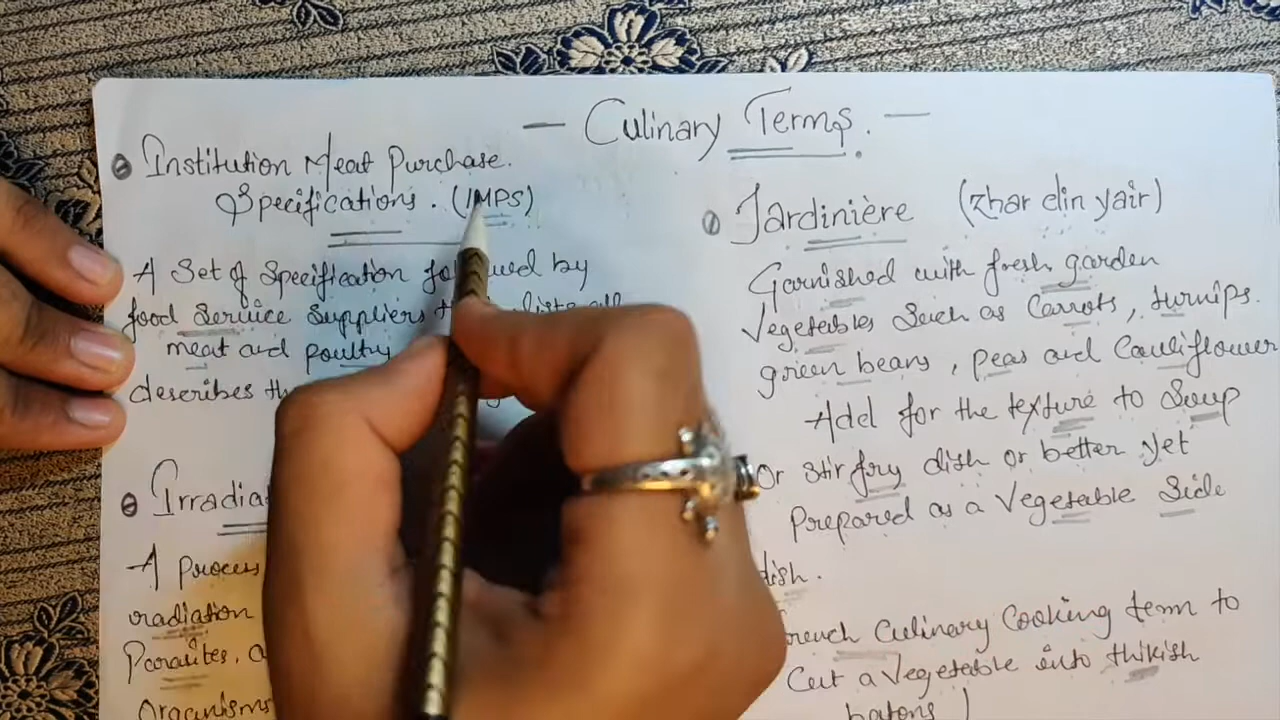 — Culinary Terms. —
Institution Meat Purchase.
Specifications. (IMPS)
A Set of Specification by
food Service Suppliers
meat and poultry
describes
A process
radiation
Parasites,
Organisms
Jardinière (zhar din yair)
Garnished with fresh garden
Vegetables Such as Carrots, turnips.
green beans, peas and Cauliflower
Add for the texture to Soup
Or Stir fry dish or better yet
Prepared as a Vegetable Side
dish.
Culinary Cooking term to
Cut a Vegetable into thikish
batons)